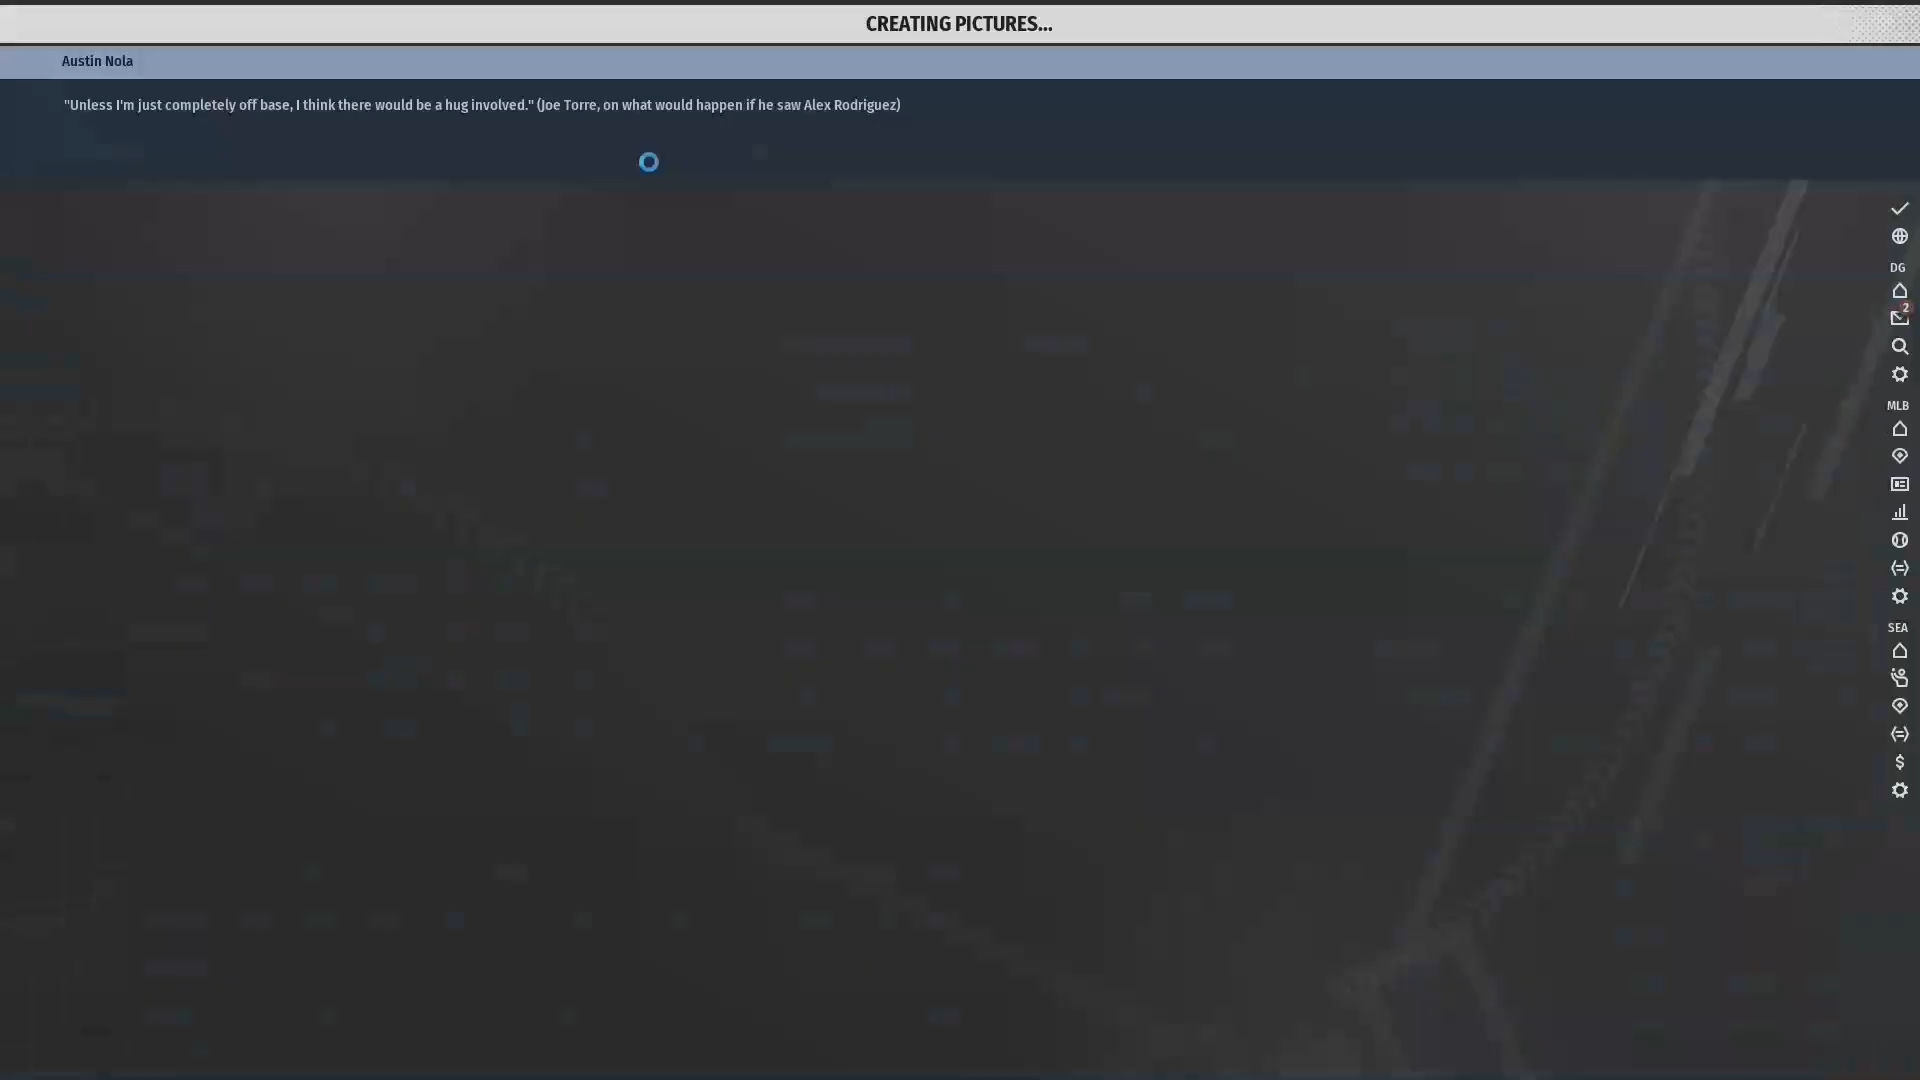 CREATING PICTURES...
Austin Nola
"Unless I'm just completely off base, I think there would be a hug involved." (Joe Torre, on what would happen if he saw Alex Rodriguez)
DG
2
MLB
SEA
$